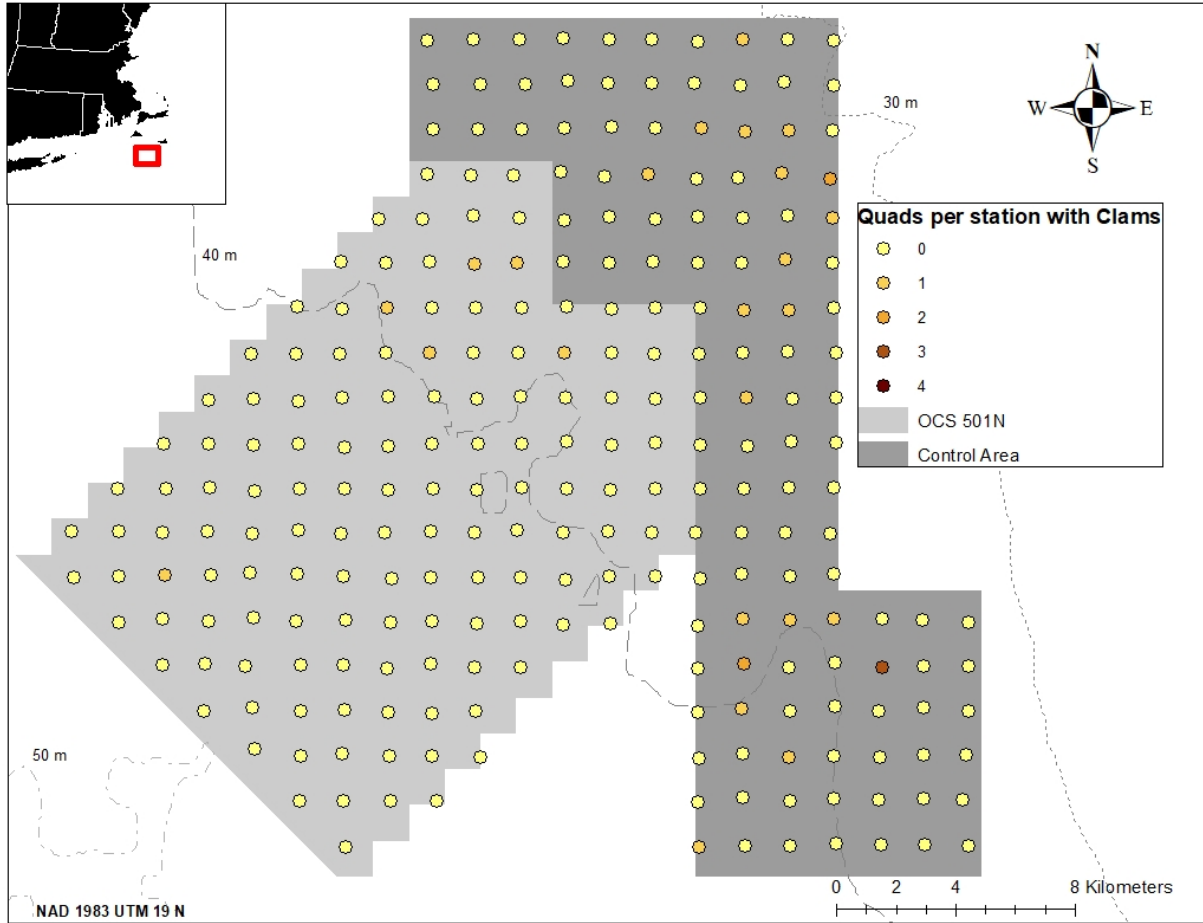 N
W E
S
30 m
Quads per station with Clams
0
1
2
3
4
OCS 501N
Control Area
40 m
50 m
0 2 4 8 Kilometers
NAD 1983 UTM 19 N